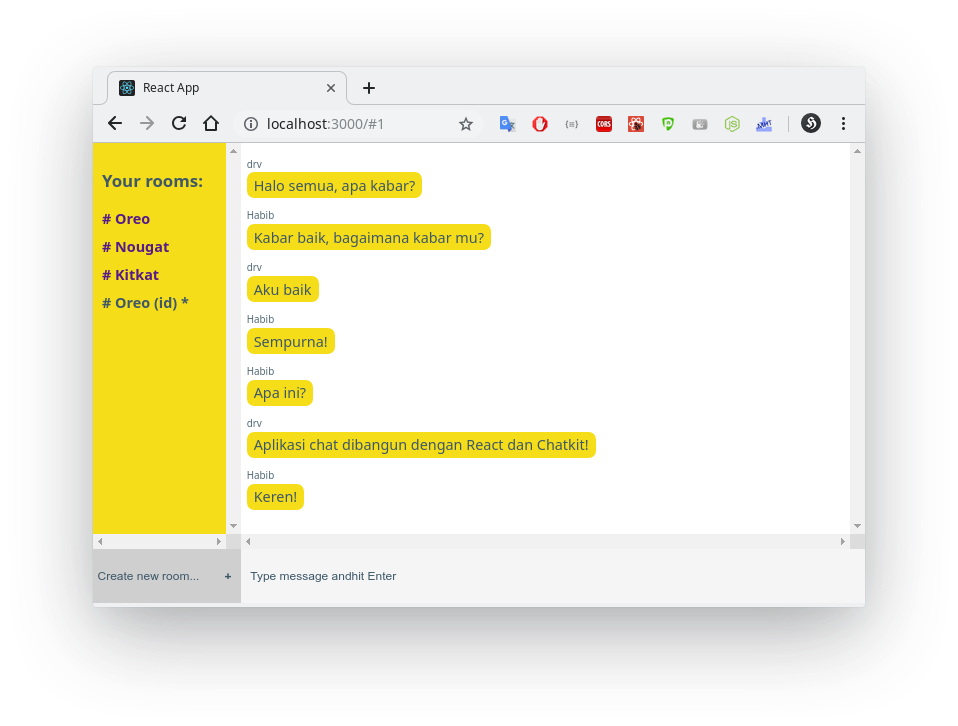 React App
localhost:3000/#1
CORS
Your rooms:
# Oreo
# Nougat
# Kitkat
# Oreo (id) *
drv
Halo semua, apa kabar?
Habib
Kabar baik, bagaimana kabar mu?
drv
Aku baik
Habib
Sempurna!
Habib
Apa ini?
drv
Aplikasi chat dibangun dengan React dan Chatkit!
Habib
Keren!
Create new room... +
Type message andhit Enter